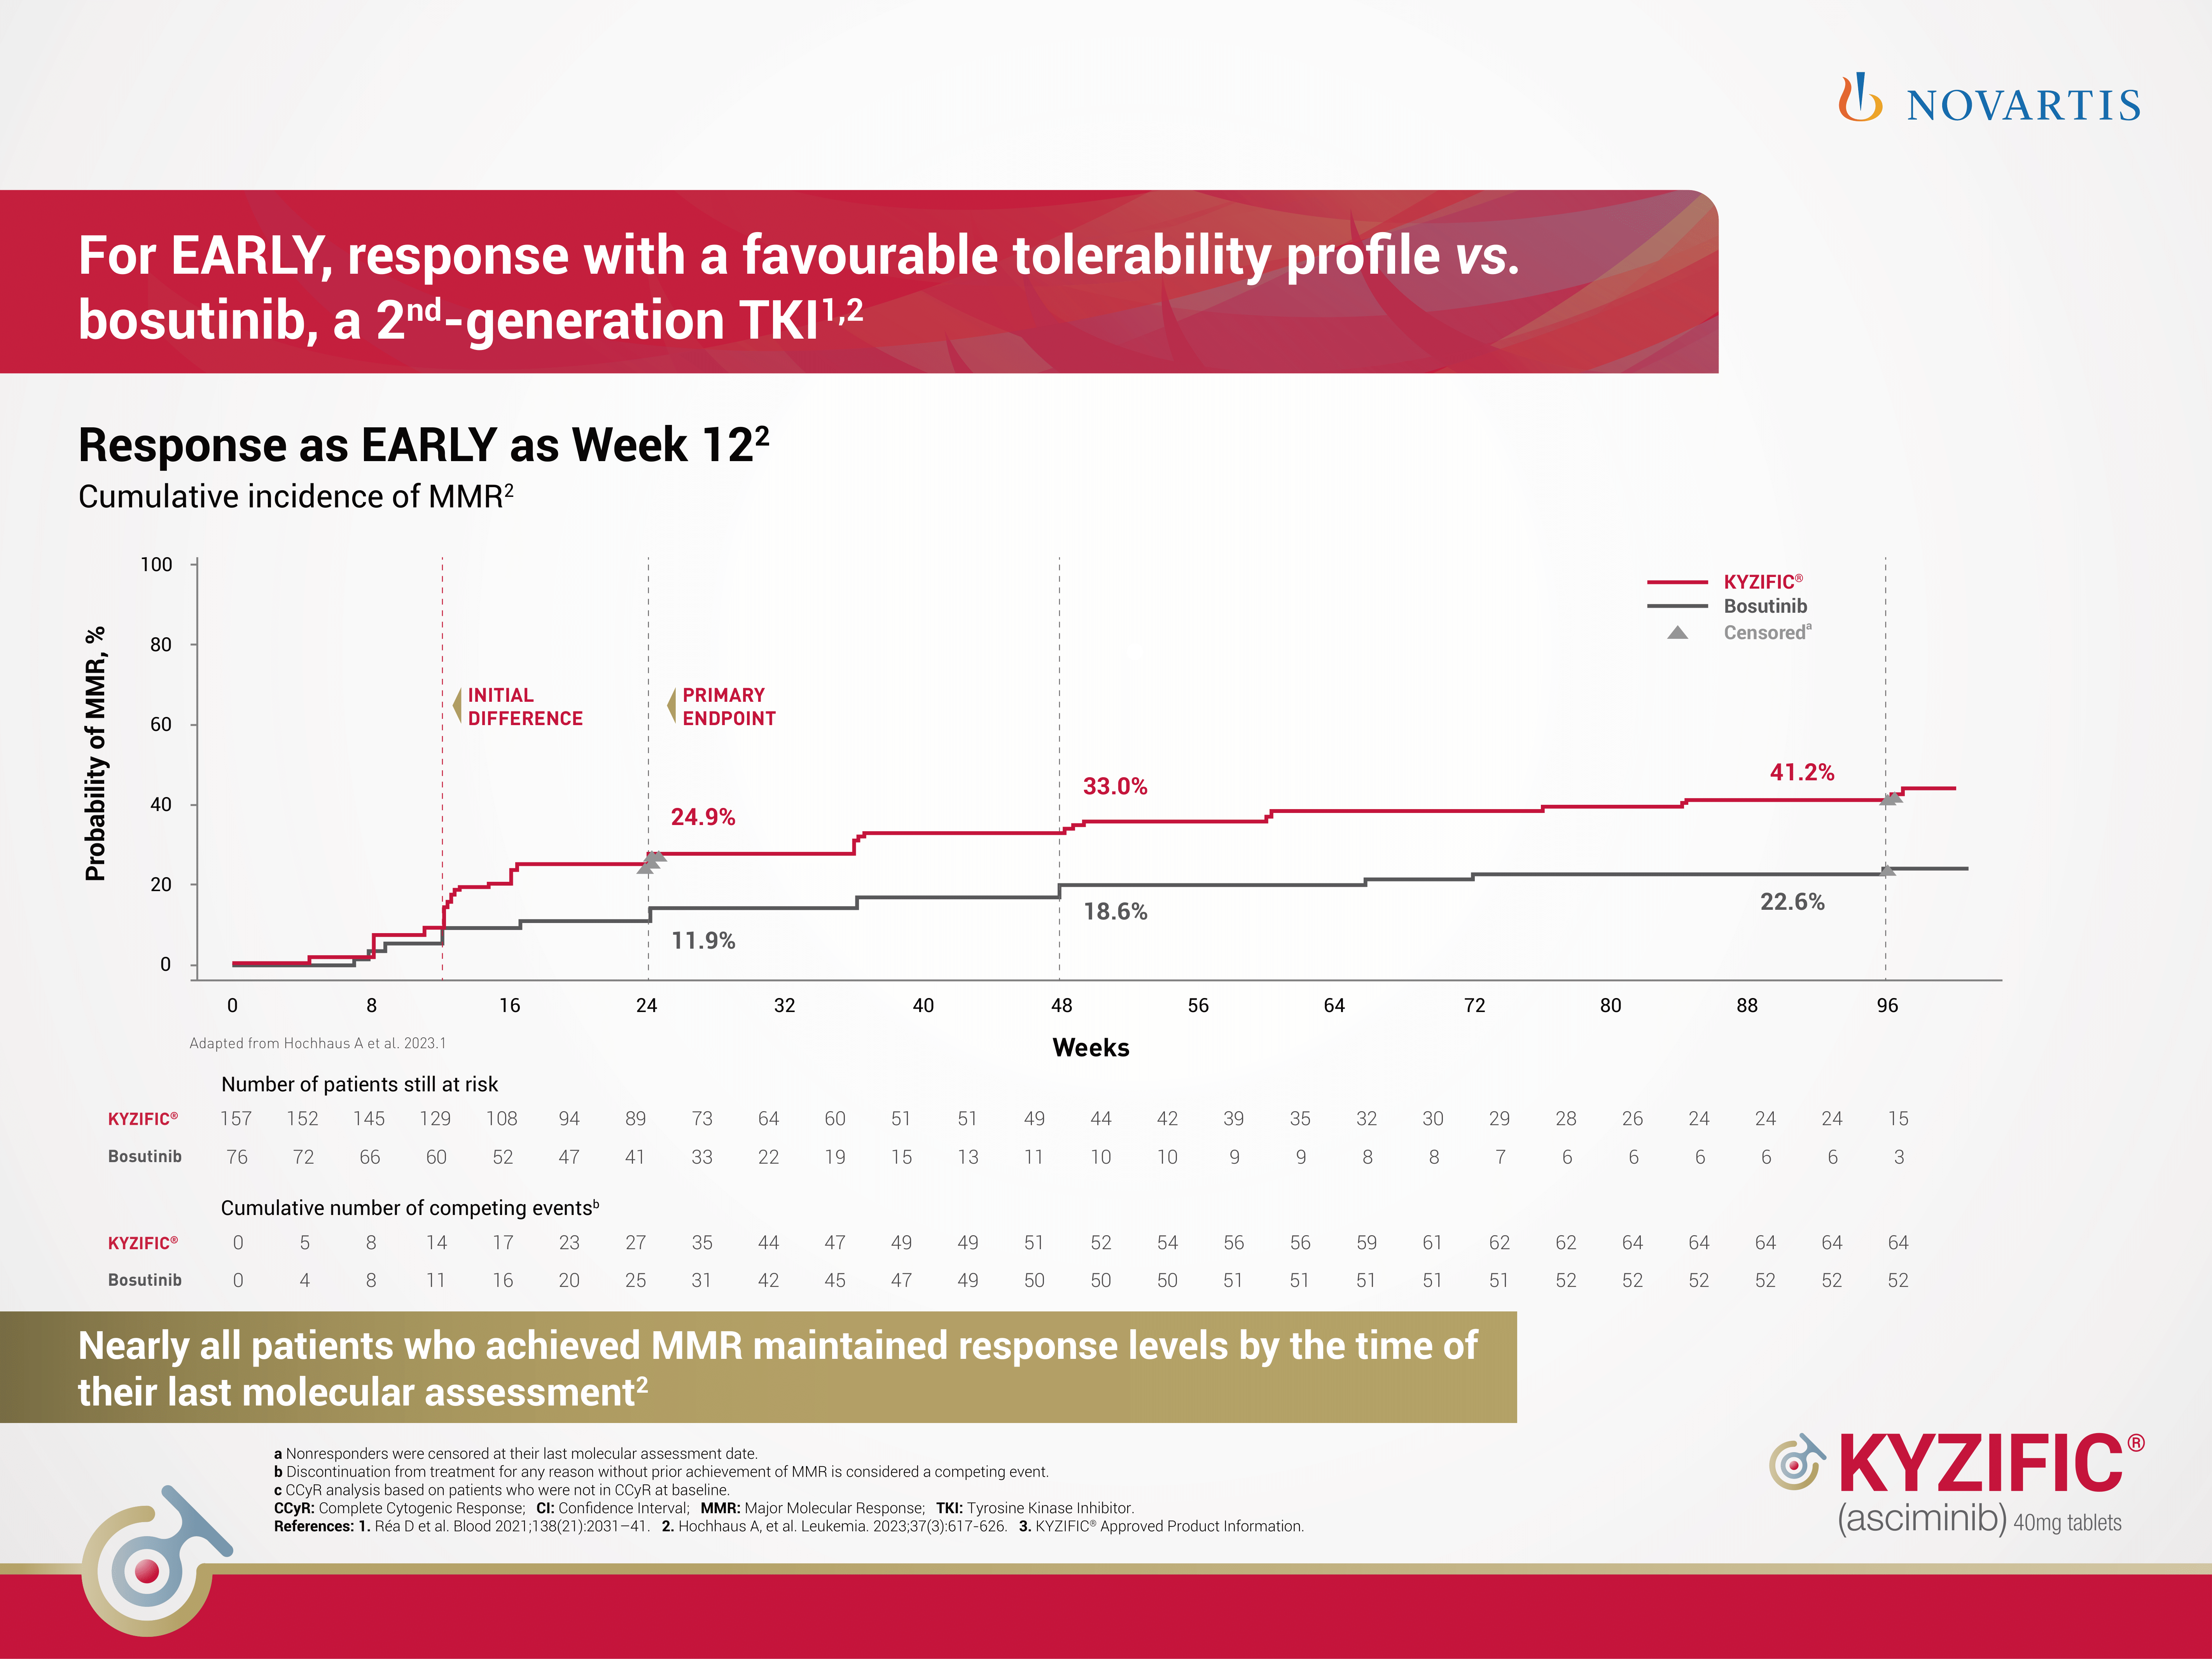 NOVARTIS
For EARLY, response with a favourable tolerability profile vs.
bosutinib, a 2nd-generation TKI1,2
Response as EARLY as Week 122
Cumulative incidence of MMR2
Probability of MMR, %
100
80
60
40
20
0
INITIAL
DIFFERENCE
PRIMARY
ENDPOINT
KYZIFIC®
Bosutinib
Censoreda
24.9%
33.0%
41.2%
11.9%
18.6%
22.6%
0 8 16 24 32 40 48 56 64 72 80 88 96
Adapted from Hochhaus A et al. 2023.1
Weeks
Number of patients still at risk
KYZIFIC® 157 152 145 129 108 94 89 73 64 60 51 51 49 44 42 39 35 32 30 29 28 26 24 24 24 15
Bosutinib 76 72 66 60 52 47 41 33 22 19 15 13 11 10 10 9 9 8 8 7 6 6 6 6 6 3
Cumulative number of competing eventsb
KYZIFIC® 0 5 8 14 17 23 27 35 44 47 49 49 51 52 54 56 56 59 61 62 62 64 64 64 64 64
Bosutinib 0 4 8 11 16 20 25 31 42 45 47 49 50 50 50 51 51 51 51 51 52 52 52 52 52 52
Nearly all patients who achieved MMR maintained response levels by the time of
their last molecular assessment2
a Nonresponders were censored at their last molecular assessment date.
b Discontinuation from treatment for any reason without prior achievement of MMR is considered a competing event.
c CCyR analysis based on patients who were not in CCyR at baseline.
CCyR: Complete Cytogenic Response; CI: Confidence Interval; MMR: Major Molecular Response; TKI: Tyrosine Kinase Inhibitor.
References: 1. Réa D et al. Blood 2021;138(21):2031–41. 2. Hochhaus A, et al. Leukemia. 2023;37(3):617-626. 3. KYZIFIC® Approved Product Information.
KYZIFIC®
(asciminib) 40mg tablets